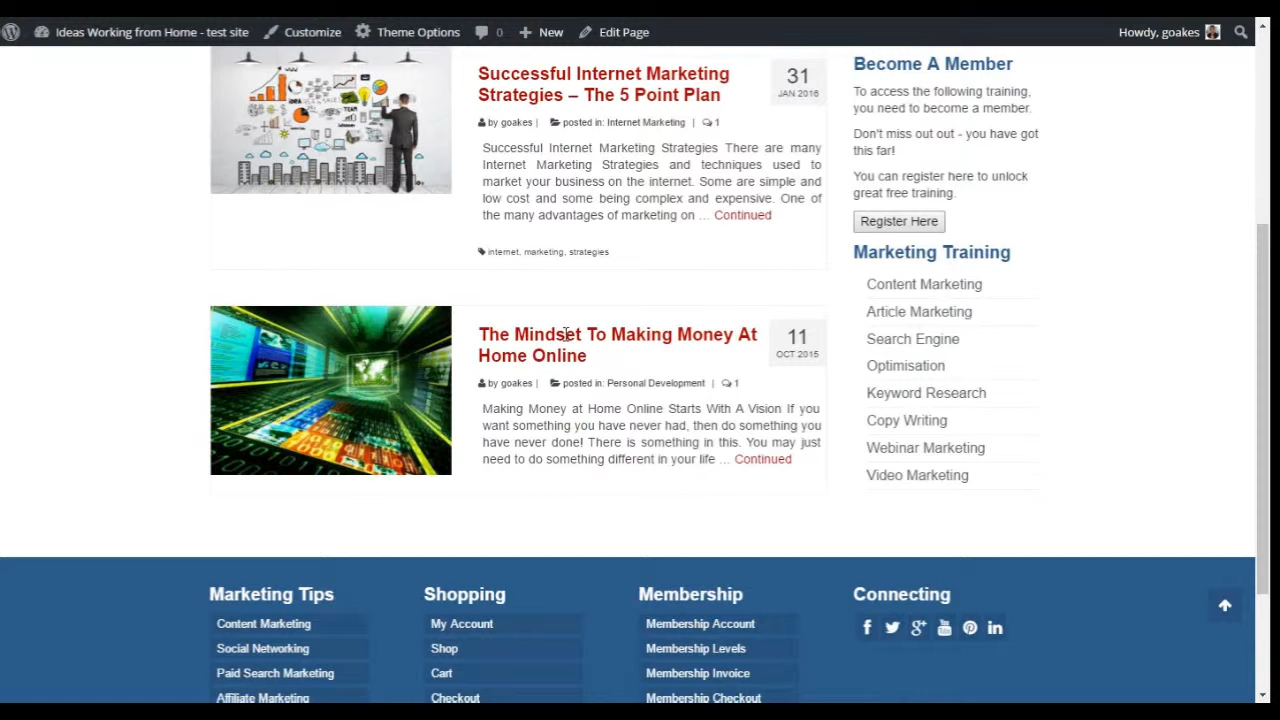 Ideas Working from Home - test site Customize Theme Options 0 New Edit Page Howdy, goakes
Successful Internet Marketing
Strategies – The 5 Point Plan
31
JAN 2016
by goakes | posted in: Internet Marketing | 1
Successful Internet Marketing Strategies There are many
Internet Marketing Strategies and techniques used to
market your business on the internet. Some are simple and
low cost and some being complex and expensive. One of
the many advantages of marketing on ... Continued
internet, marketing, strategies
IDEA
TEAM
The Mindset To Making Money At
Home Online
11
OCT 2015
by goakes | posted in: Personal Development | 1
Making Money at Home Online Starts With A Vision If you
want something you have never had, then do something you
have never done! There is something in this. You may just
need to do something different in your life ... Continued
Become A Member
To access the following training,
you need to become a member.
Don't miss out out - you have got
this far!
You can register here to unlock
great free training.
Register Here
Marketing Training
Content Marketing
Article Marketing
Search Engine
Optimisation
Keyword Research
Copy Writing
Webinar Marketing
Video Marketing
Marketing Tips
Content Marketing
Social Networking
Paid Search Marketing
Affiliate Marketing
Shopping
My Account
Shop
Cart
Checkout
Membership
Membership Account
Membership Levels
Membership Invoice
Membership Checkout
Connecting